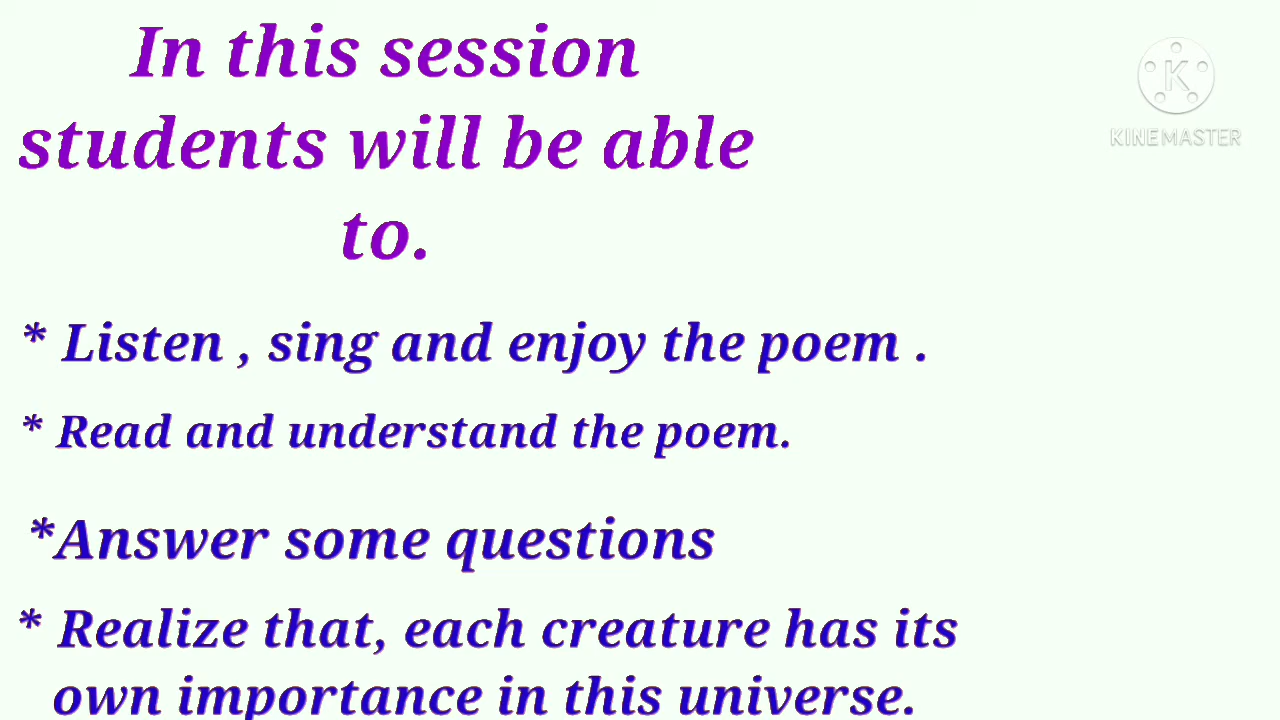 In this session
students will be able
to.
K
KINEMASTER
* Listen , sing and enjoy the poem .
* Read and understand the poem.
*Answer some questions
* Realize that, each creature has its
own importance in this universe.